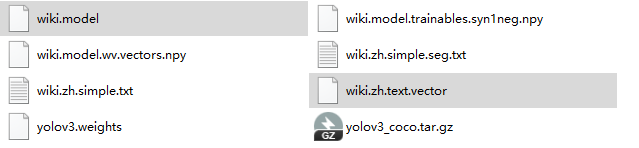 wiki.model
wiki.model.trainables.syn1neg.npy
wiki.model.wv.vectors.npy
wiki.zh.simple.seg.txt
wiki.zh.simple.txt
wiki.zh.text.vector
yolov3.weights
GZ
yolov3_coco.tar.gz